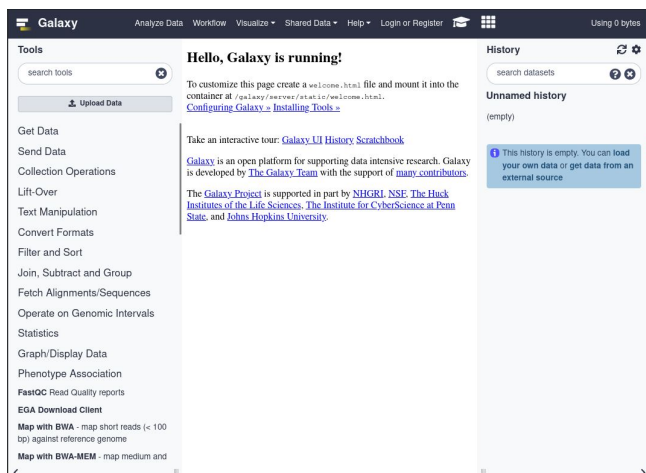 Galaxy
Analyze Data Workflow Visualize Shared Data Help Login or Register
Using 0 bytes
Tools
search tools
Upload Data
Get Data
Send Data
Collection Operations
Lift-Over
Text Manipulation
Convert Formats
Filter and Sort
Join, Subtract and Group
Fetch Alignments/Sequences
Operate on Genomic Intervals
Statistics
Graph/Display Data
Phenotype Association
FastQC Read Quality reports
EGA Download Client
Map with BWA - map short reads (< 100
bp) against reference genome
Map with BWA-MEM - map medium and
Hello, Galaxy is running!
To customize this page create a welcome.html file and mount it into the
container at /galaxy/server/static/welcome.html.
Configuring Galaxy » Installing Tools »
Take an interactive tour: Galaxy UI History Scratchbook
Galaxy is an open platform for supporting data intensive research. Galaxy
is developed by The Galaxy Team with the support of many contributors.
The Galaxy Project is supported in part by NHGRI, NSF, The Huck
Institutes of the Life Sciences, The Institute for CyberScience at Penn
State, and Johns Hopkins University.
History
search datasets
Unnamed history
(empty)
This history is empty. You can load
your own data or get data from an
external source